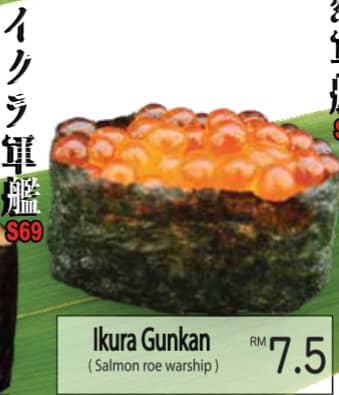 イクラ軍艦
S69
Ikura Gunkan
( Salmon roe warship )
RM 7.5